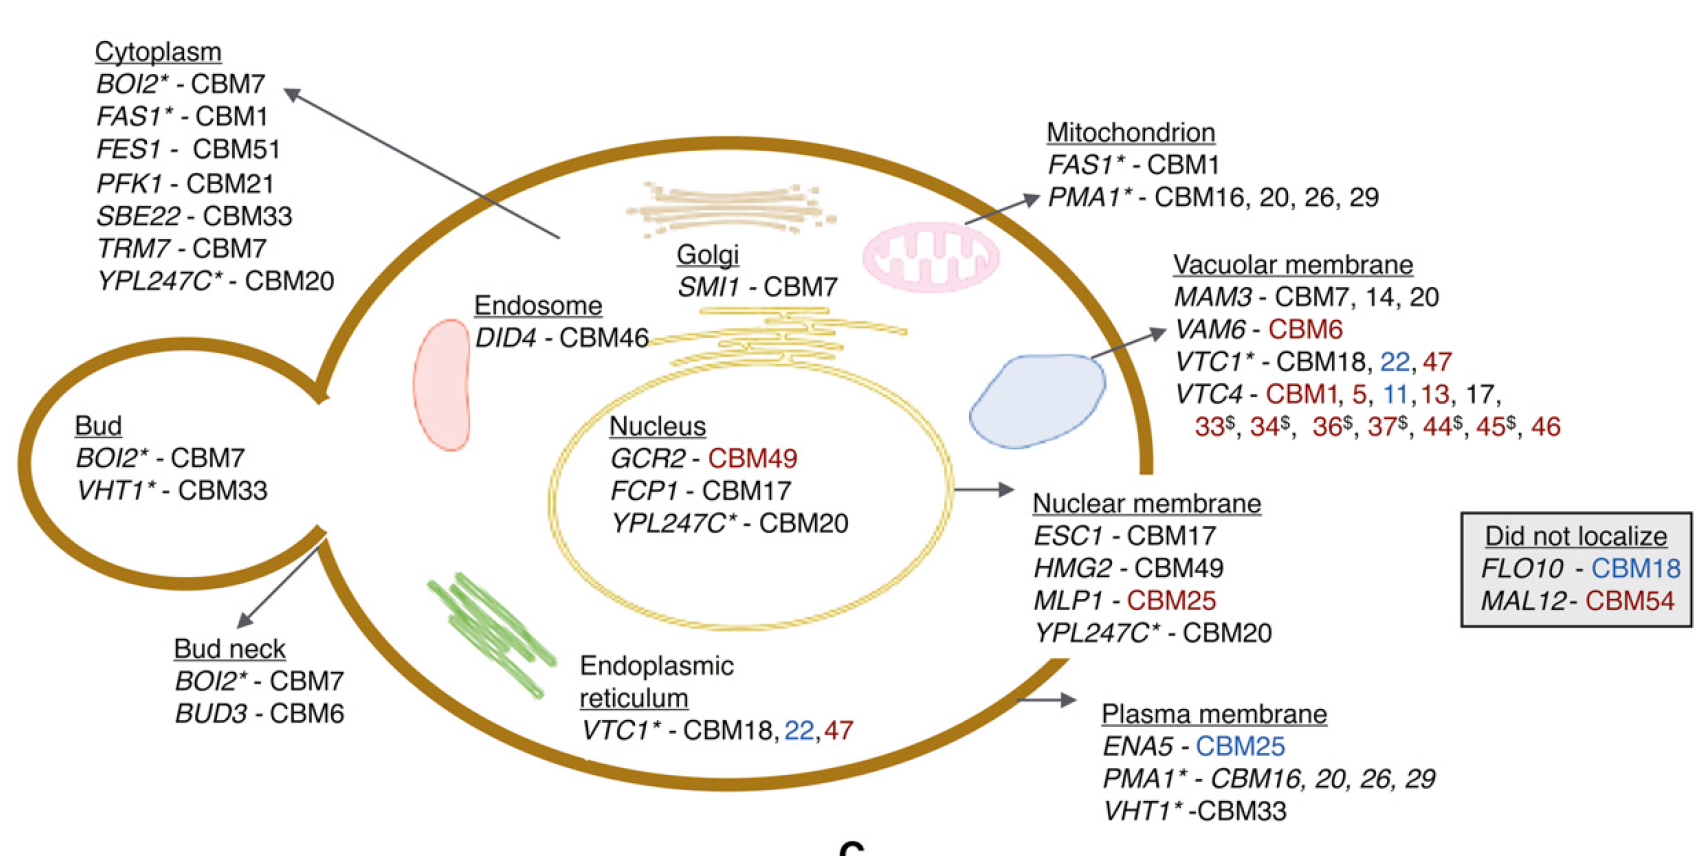 Cytoplasm
BOI2* - CBM7
FAS1* - CBM1
FES1 - CBM51
PFK1 - CBM21
SBE22 - CBM33
TRM7 - CBM7
YPL247C* - CBM20
Mitochondrion
FAS1* - CBM1
PMA1* - CBM16, 20, 26, 29
Golgi
SMI1 - CBM7
Endosome
DID4 - CBM46
Vacuolar membrane
MAM3 - CBM7, 14, 20
VAM6 - CBM6
VTC1* - CBM18, 22, 47
VTC4 - CBM1, 5, 11, 13, 17,
33$, 34$, 36$, 37$, 44$, 45$, 46
Bud
BOI2* - CBM7
VHT1* - CBM33
Nucleus
GCR2 - CBM49
FCP1 - CBM17
YPL247C* - CBM20
Nuclear membrane
ESC1 - CBM17
HMG2 - CBM49
MLP1 - CBM25
YPL247C* - CBM20
Did not localize
FLO10 - CBM18
MAL12- CBM54
Bud neck
BOI2* - CBM7
BUD3 - CBM6
Endoplasmic
reticulum
VTC1* - CBM18, 22, 47
Plasma membrane
ENA5 - CBM25
PMA1* - CBM16, 20, 26, 29
VHT1* -CBM33